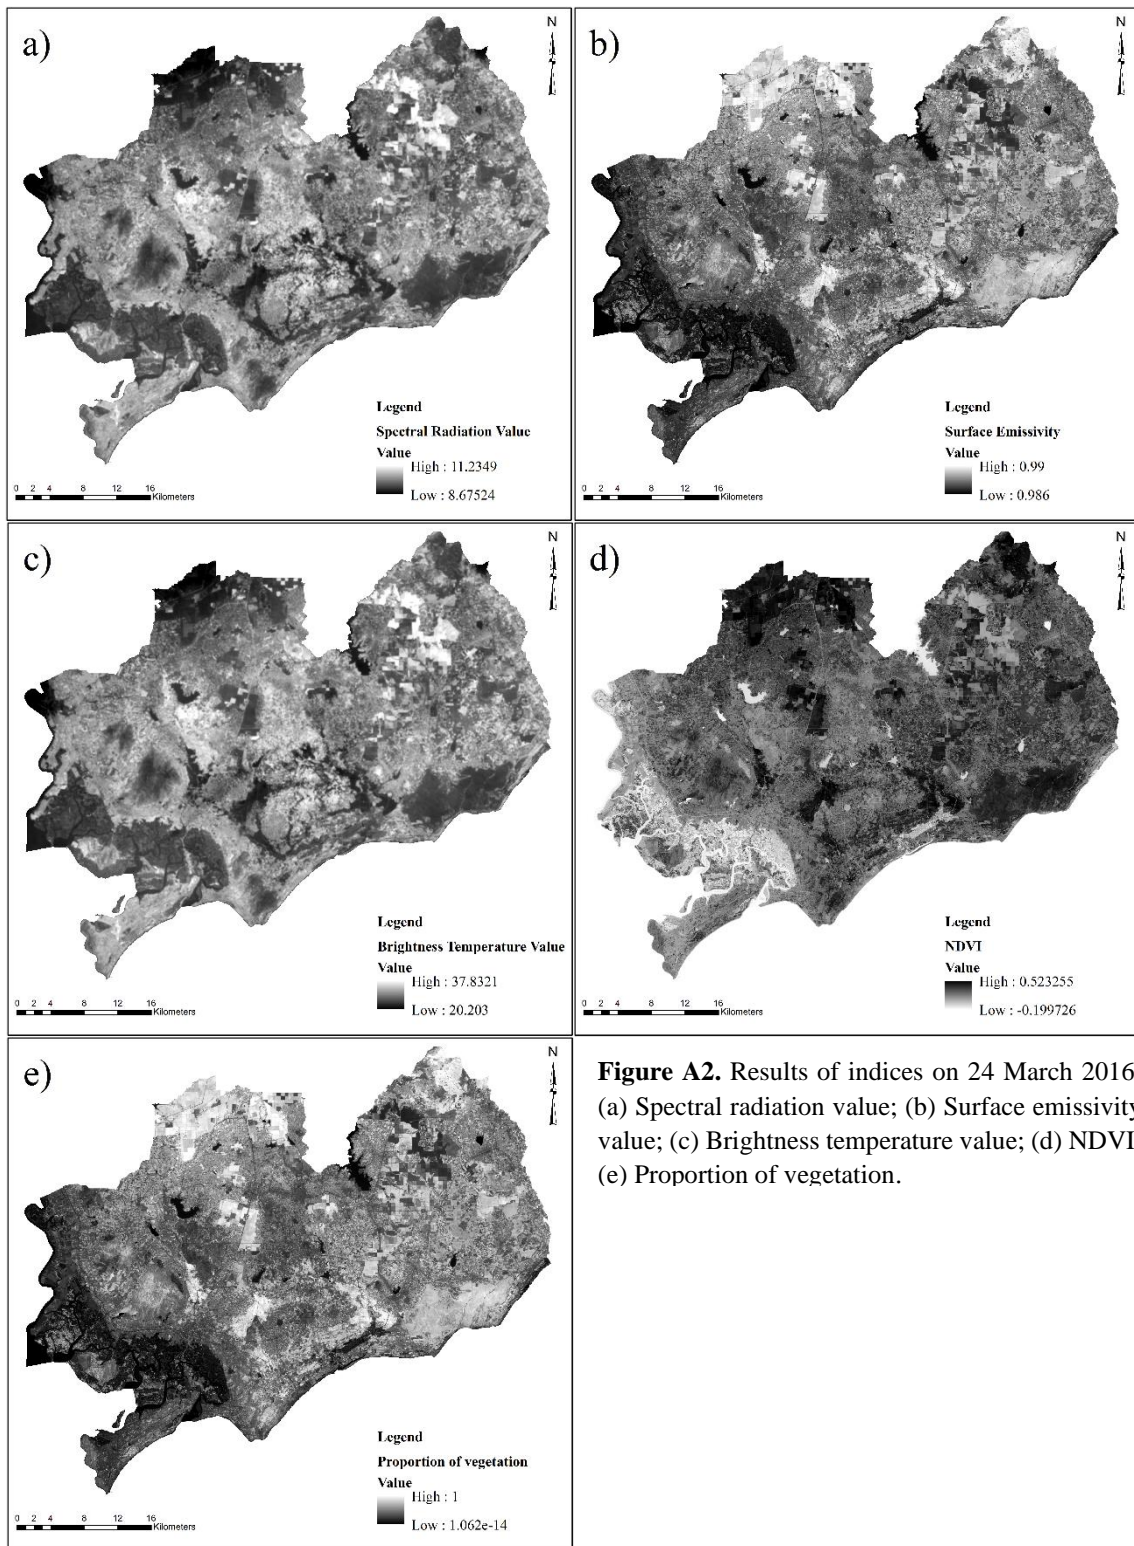 a)
N
Legend
Spectral Radiation Value
Value
High : 11.2349
Low : 8.67524
0 2 4 8 12 16
Kilometers
b)
N
Legend
Surface Emissivity
Value
High : 0.99
Low : 0.986
0 2 4 8 12 16
Kilometers
c)
N
Legend
Brightness Temperature Value
Value
High : 37.8321
Low : 20.203
0 2 4 8 12 16
Kilometers
d)
N
Legend
NDVI
Value
High : 0.523255
Low : -0.199726
0 2 4 8 12 16
Kilometers
e)
N
Legend
Proportion of vegetation
Value
High : 1
Low : 1.062e-14
0 2 4 8 12 16
Kilometers
Figure A2. Results of indices on 24 March 2016
(a) Spectral radiation value; (b) Surface emissivity
value; (c) Brightness temperature value; (d) NDVI
(e) Proportion of vegetation.